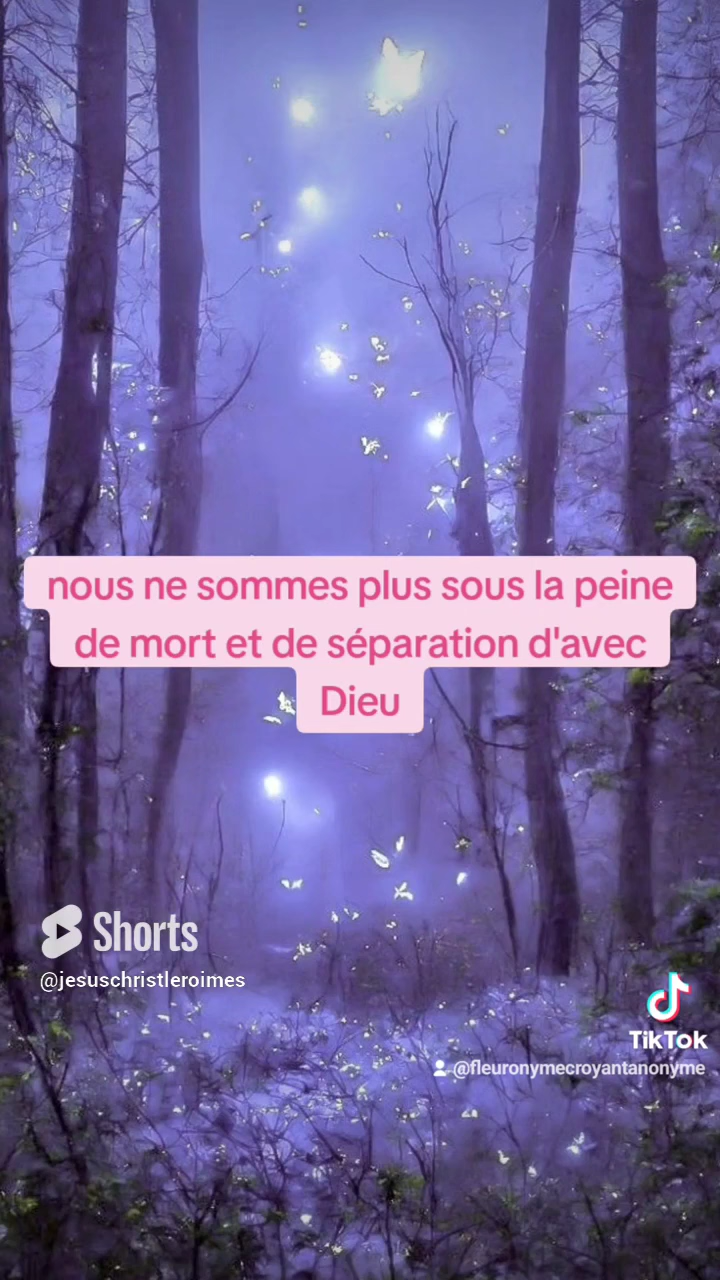 nous ne sommes plus sous la peine
de mort et de séparation d'avec
Dieu
Shorts
@jesuschristleroimes
TikTok
@fleuronymecroyantanonyme